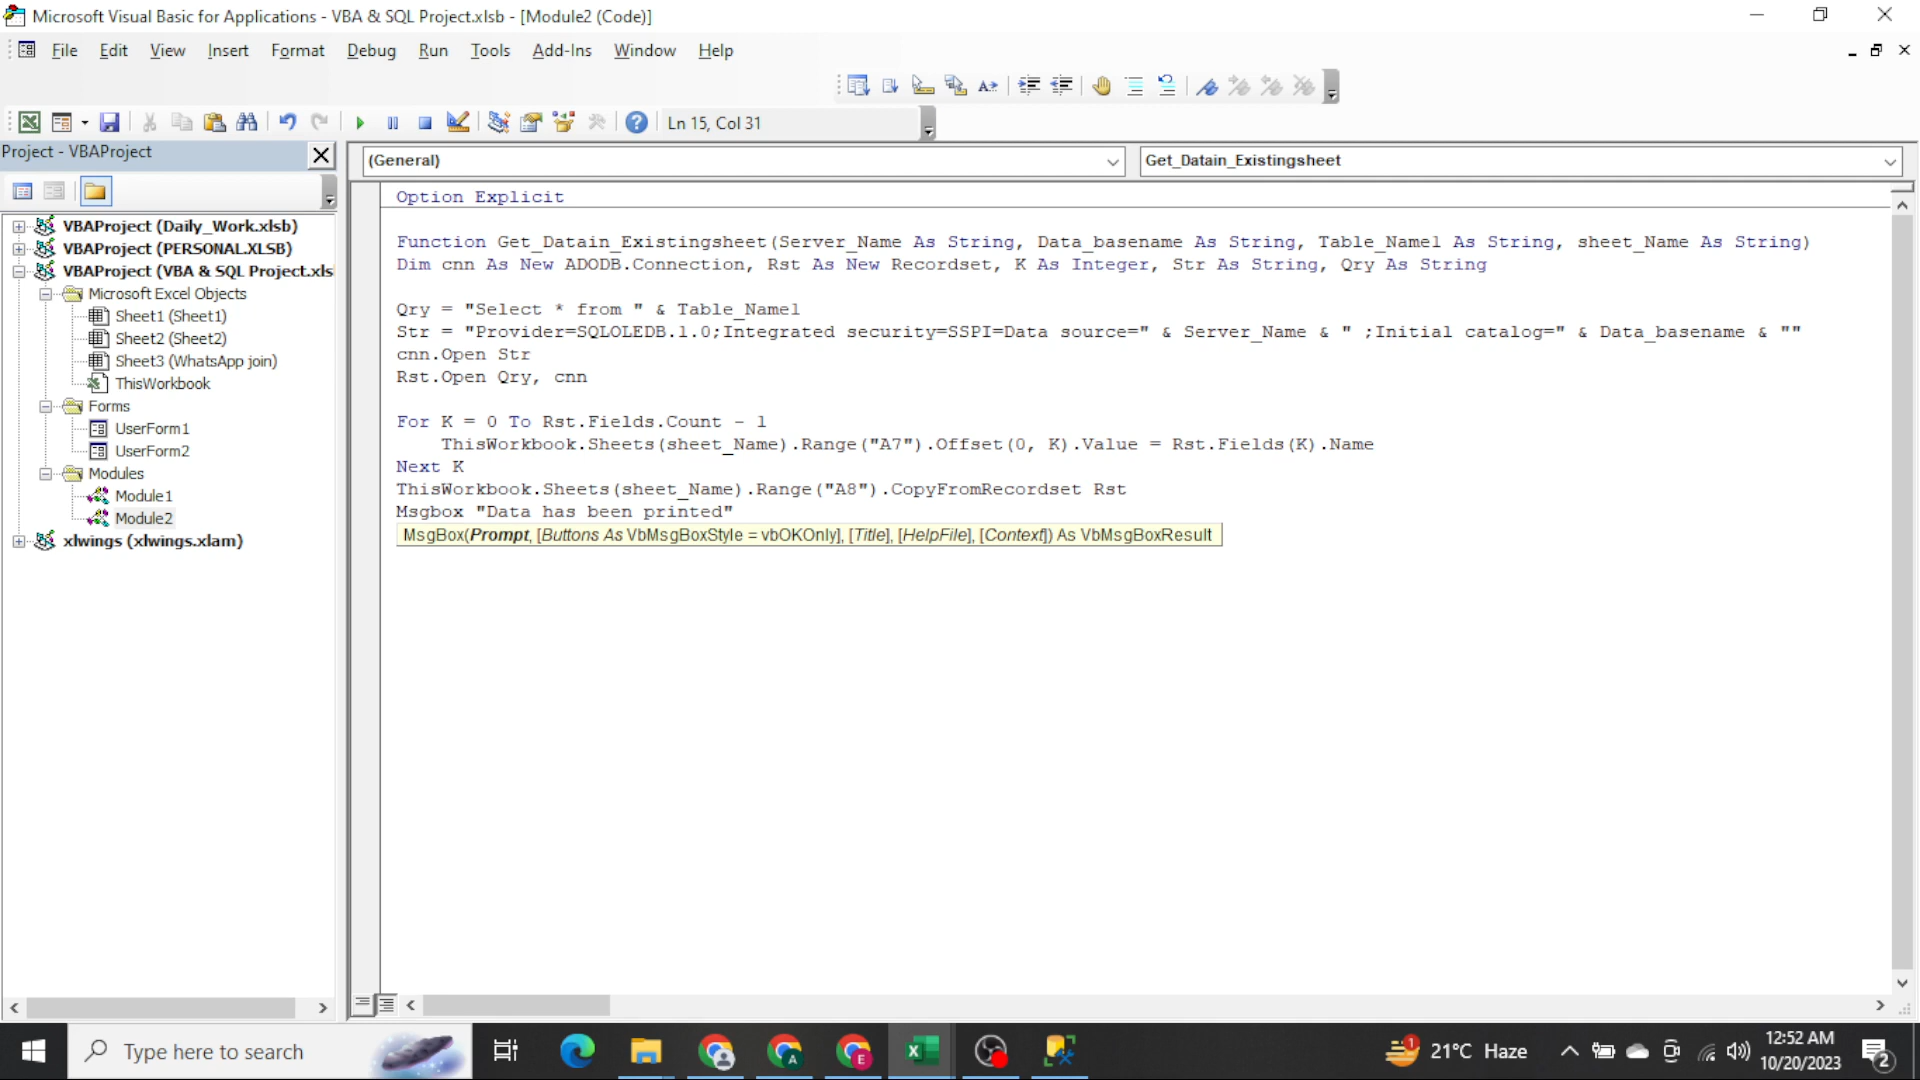 Microsoft Visual Basic for Applications - VBA & SQL Project.xlsb - [Module2 (Code)]
File Edit View Insert Format Debug Run Tools Add-Ins Window Help
Ln 15, Col 31
Project - VBAProject
(General)
Get_Datain_Existingsheet
VBAProject (Daily_Work.xlsb)
VBAProject (PERSONAL.XLSB)
VBAProject (VBA & SQL Project.xls
Microsoft Excel Objects
Sheet1 (Sheet1)
Sheet2 (Sheet2)
Sheet3 (WhatsApp join)
ThisWorkbook
Forms
UserForm1
UserForm2
Modules
Module1
Module2
xlwings (xlwings.xlam)
Option Explicit
Function Get_Datain_Existingsheet(Server_Name As String, Data_basename As String, Table_Name1 As String, sheet_Name As String)
Dim cnn As New ADODB.Connection, Rst As New Recordset, K As Integer, Str As String, Qry As String
Qry = "Select * from " & Table_Name1
Str = "Provider=SQLOLEDB.1.0;Integrated security=SSPI=Data source=" & Server_Name & " ;Initial catalog=" & Data_basename & ""
cnn.Open Str
Rst.Open Qry, cnn
For K = 0 To Rst.Fields.Count - 1
ThisWorkbook.Sheets(sheet_Name).Range("A7").Offset(0, K).Value = Rst.Fields(K).Name
Next K
ThisWorkbook.Sheets(sheet_Name).Range("A8").CopyFromRecordset Rst
Msgbox "Data has been printed"
MsgBox(Prompt, [Buttons As VbMsgBoxStyle = vbOKOnly], [Title], [HelpFile], [Context]) As VbMsgBoxResult
Type here to search
1
21°C Haze
12:52 AM
10/20/2023
2